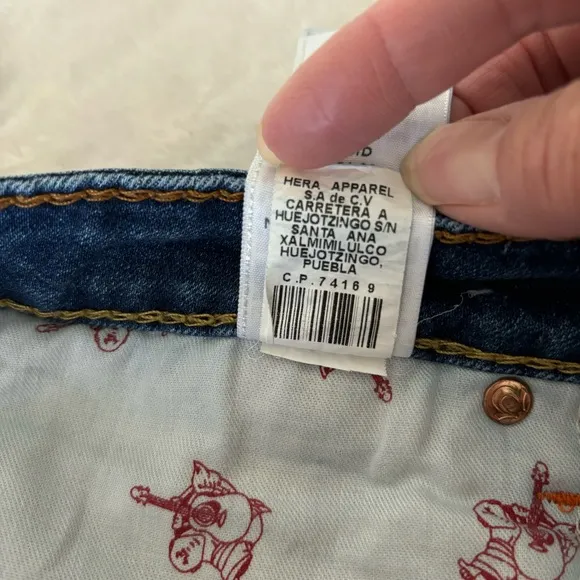 HERA APPAREL
S.A de C.V
CARRETERA A
HUEJOTZINGO S/N
SANTA ANA
XALMIMILULCO
HUEJOTZINGO,
PUEBLA
C.P. 74169